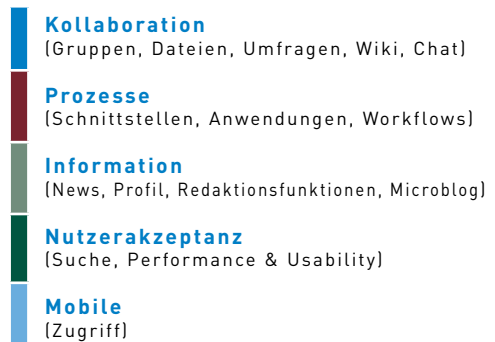 Kollaboration
(Gruppen, Dateien, Umfragen, Wiki, Chat)
Prozesse
(Schnittstellen, Anwendungen, Workflows)
Information
(News, Profil, Redaktionsfunktionen, Microblog)
Nutzerakzeptanz
(Suche, Performance & Usability)
Mobile
(Zugriff)